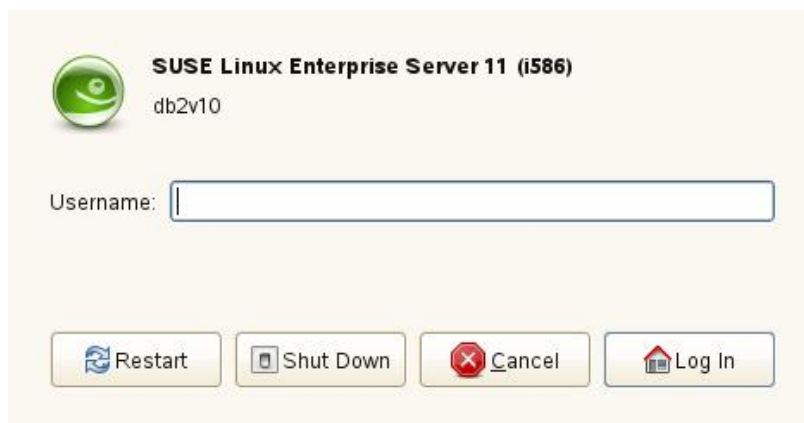 SUSE Linux Enterprise Server 11 (i586)
db2v10
Username:
Restart Shut Down Cancel Log In